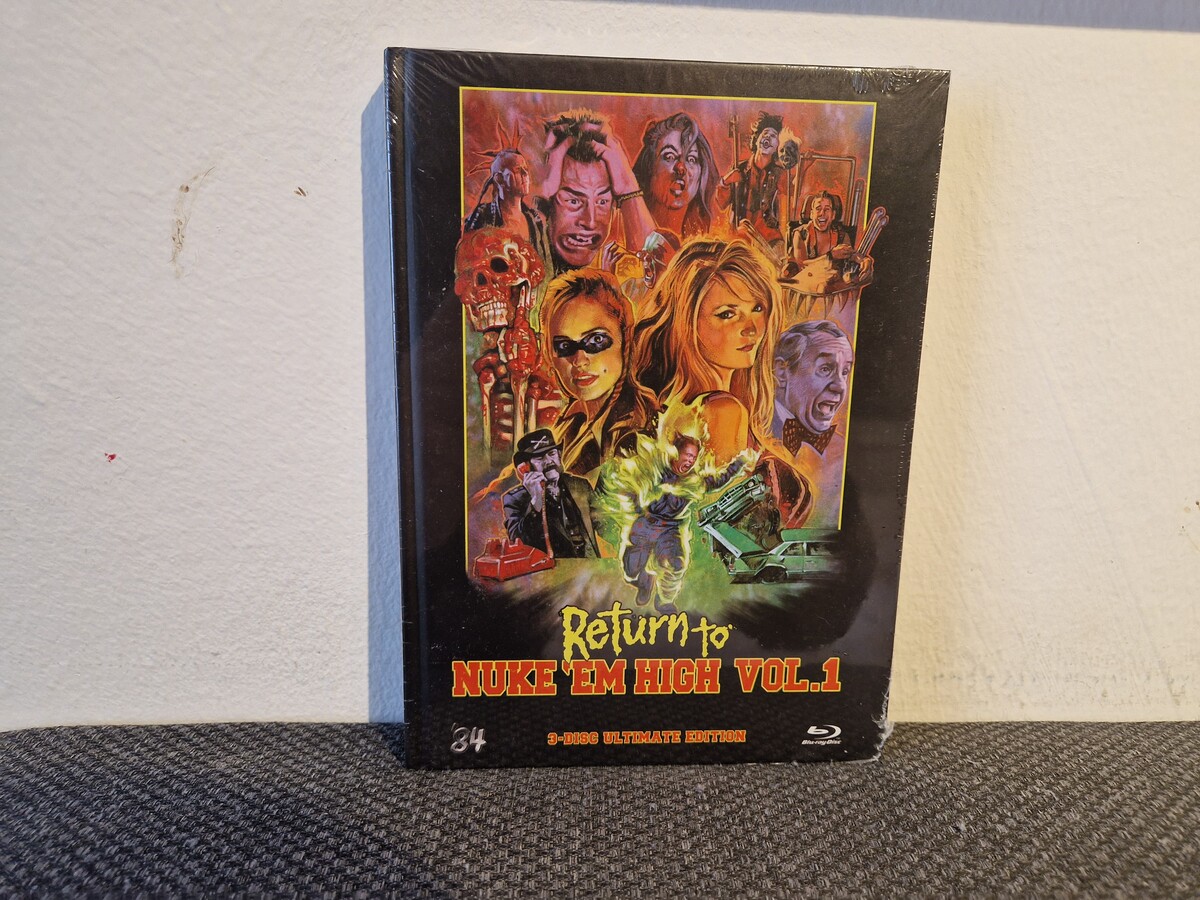 Return to
NUKE 'EM HIGH VOL.1
'84
3-DISC ULTIMATE EDITION
Blu-ray Disc